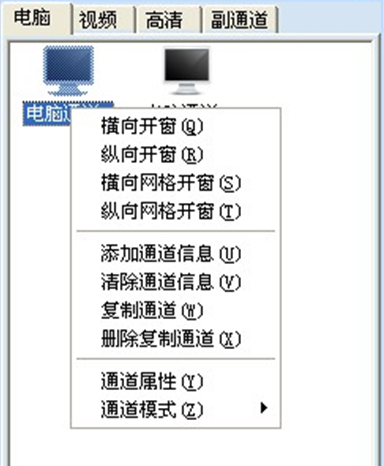 电脑 视频 高清 副通道
电脑通道
横向开窗(Q)
纵向开窗(R)
横向网格开窗(S)
纵向网格开窗(T)
添加通道信息(U)
清除通道信息(V)
复制通道(W)
删除复制通道(X)
通道属性(Y)
通道模式(Z)